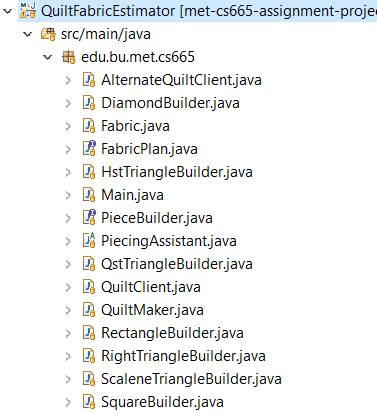 QuiltFabricEstimator [met-cs665-assignment-proje
src/main/java
edu.bu.met.cs665
AlternateQuiltClient.java
DiamondBuilder.java
Fabric.java
FabricPlan.java
HstTriangleBuilder.java
Main.java
PieceBuilder.java
PiecingAssistant.java
QstTriangleBuilder.java
QuiltClient.java
QuiltMaker.java
RectangleBuilder.java
RightTriangleBuilder.java
ScaleneTriangleBuilder.java
SquareBuilder.java